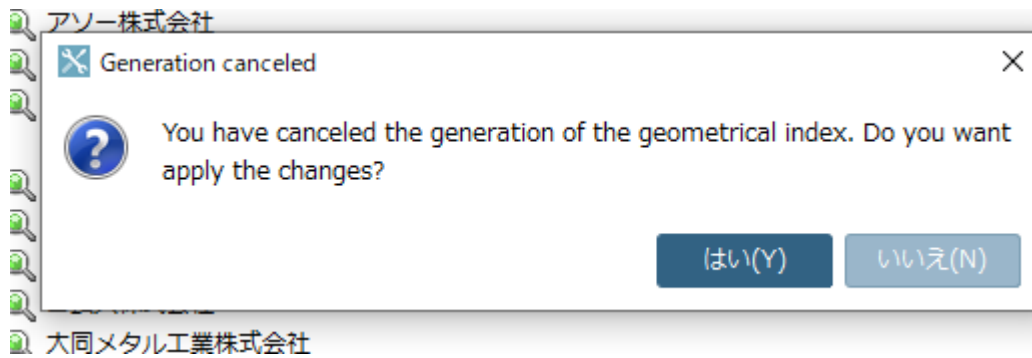 アソー株式会社
Generation canceled
You have canceled the generation of the geometrical index. Do you want
apply the changes?
はい(Y)
いいえ(N)
大同メタル工業株式会社